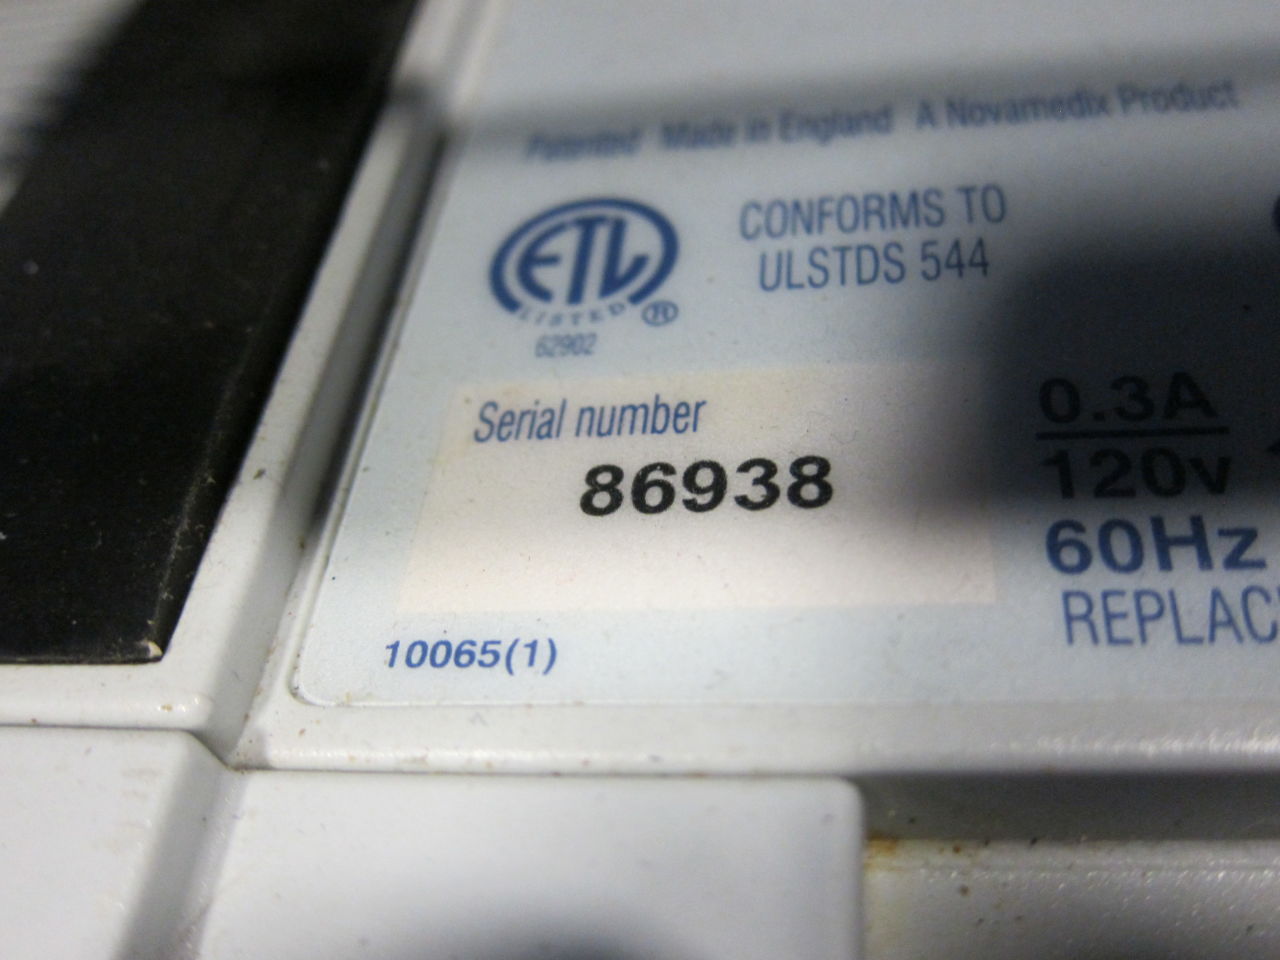 Patented Made in England A Novamedix Product
ETL
LISTED
®
62902
CONFORMS TO
ULSTDS 544
Serial number
86938
10065(1)
0.3A
120v
60Hz
REPLAC